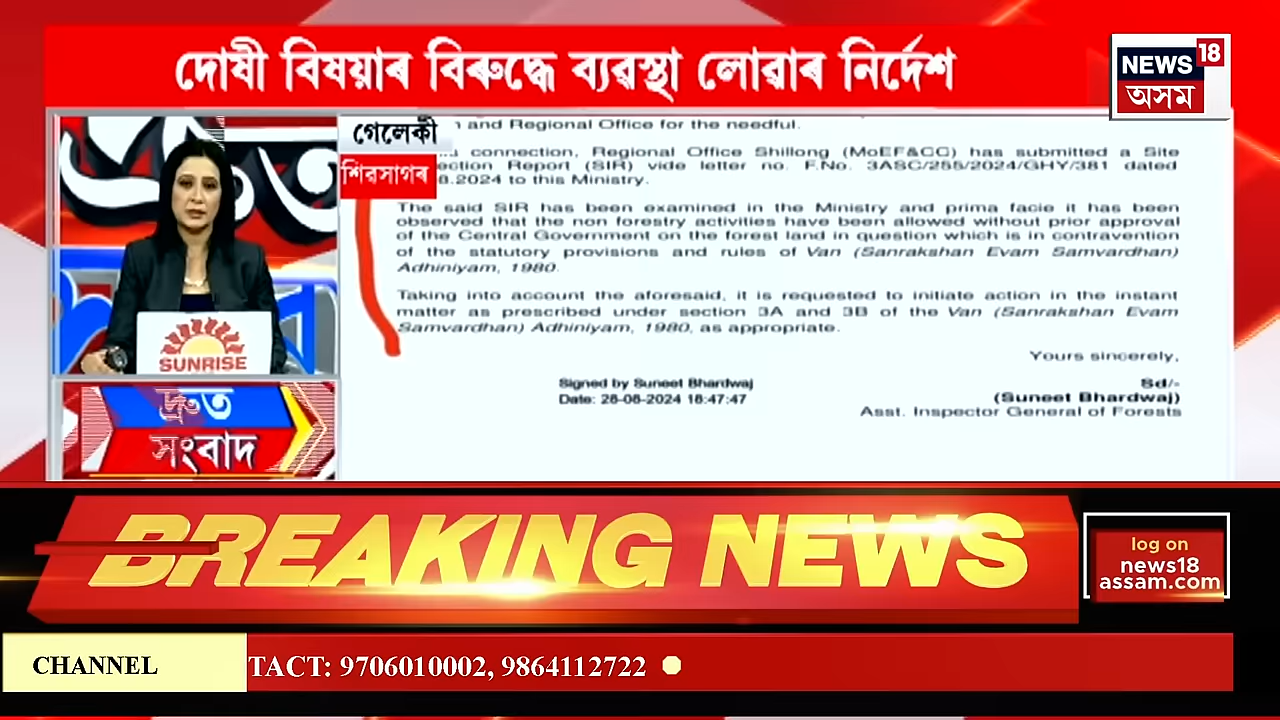 দোষী বিষয়াৰ বিৰুদ্ধে ব্যৱস্থা লোৱাৰ নিৰ্দেশ
NEWS 18
অসম
গেলেকী
শিৱসাগৰ
and Regional Office for the needful.
connection, Regional Office Shillong (MoEF&CC) has submitted a Site
ection Report (SIR) vide letter no. F.No. 3ASC/255/2024/GHY/381 dated
8.2024 to this Ministry.
The said SIR has been examined in the Ministry and prima facie it has been
observed that the non forestry activities have been allowed without prior approval
of the Central Government on the forest land in question which is in contravention
of the statutory provisions and rules of Van (Sanrakshan Evam Samvardhan)
Adhiniyam, 1980.
Taking into account the aforesaid, it is requested to initiate action in the instant
matter as prescribed under section 3A and 3B of the Van (Sanrakshan Evam
Samvardhan) Adhiniyam, 1980, as appropriate.
Yours sincerely,
Signed by Suneet Bhardwaj
Date: 28-08-2024 18:47:47
Sd/-
(Suneet Bhardwaj)
Asst. Inspector General of Forests
SUNRISE
দ্ৰুত
সংবাদ
BREAKING NEWS
log on
news18
assam.com
CHANNEL
TACT: 9706010002, 9864112722